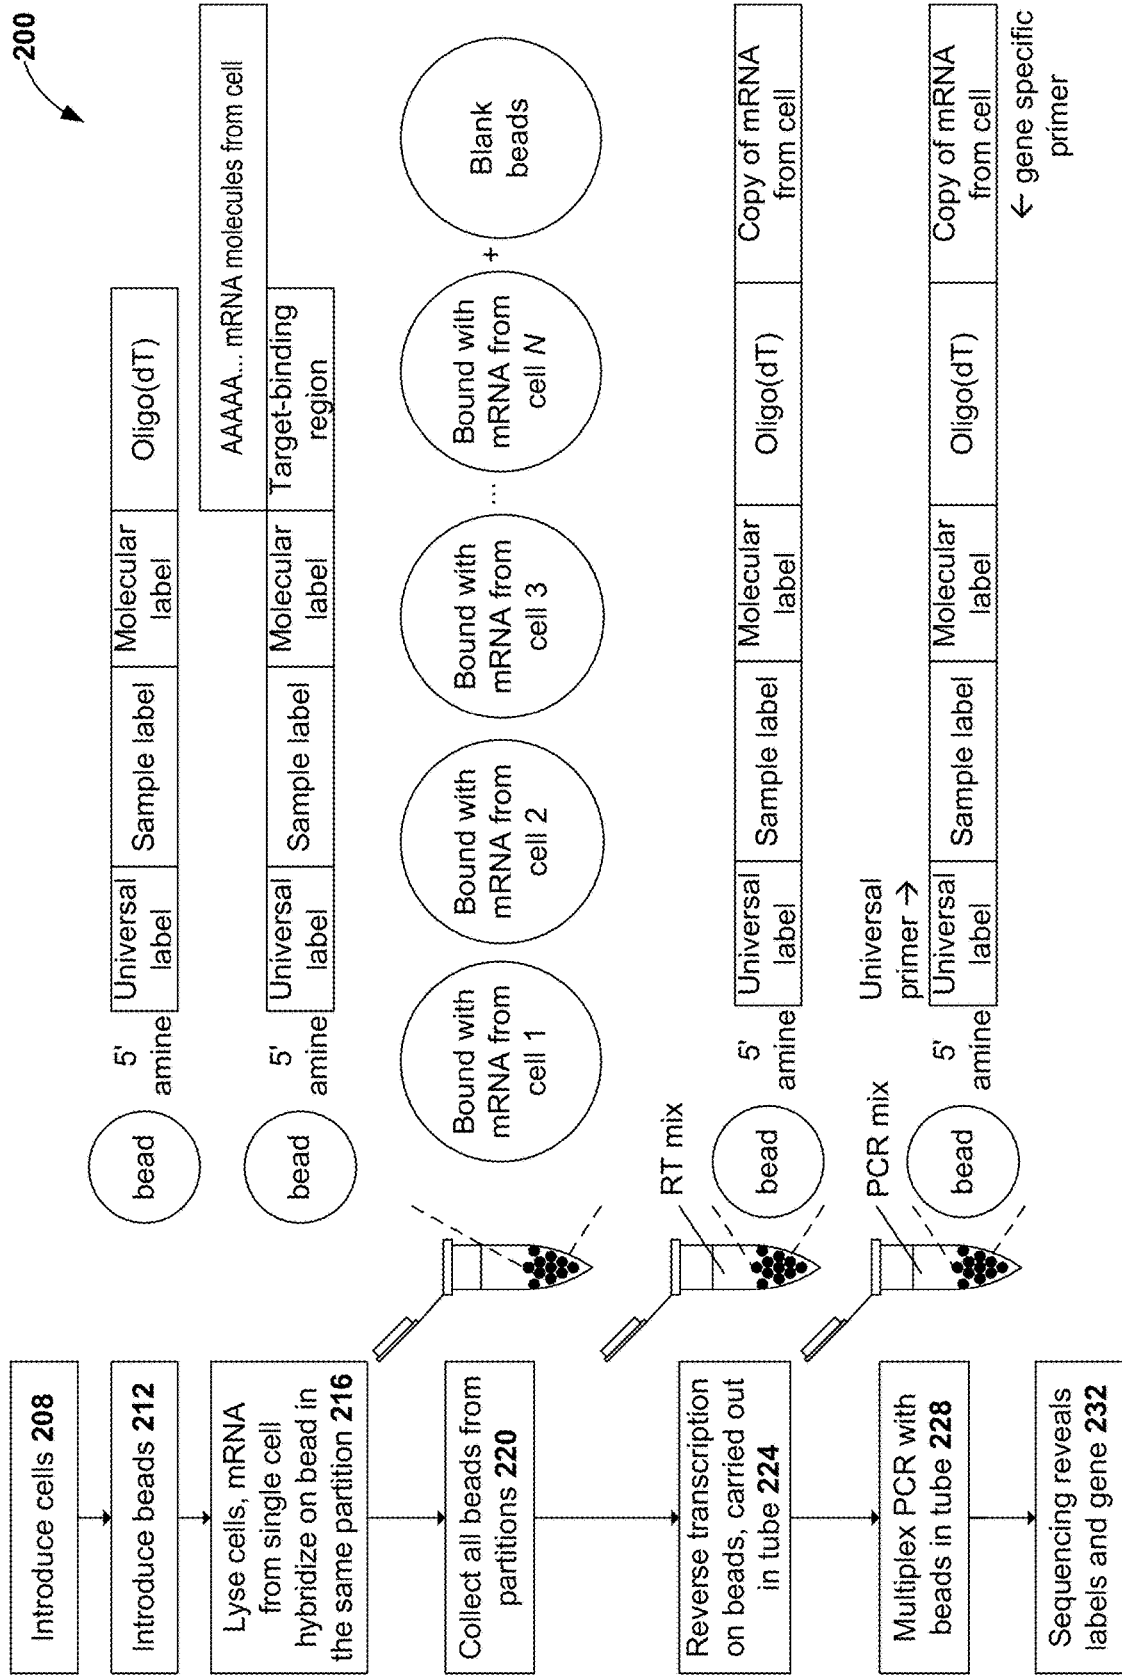 200
Introduce cells 208
Introduce beads 212
Lyse cells, mRNA
from single cell
hybridize on bead in
the same partition 216
Collect all beads from
partitions 220
Reverse transcription
on beads, carried out
in tube 224
Multiplex PCR with
beads in tube 228
Sequencing reveals
labels and gene 232
bead
5'
amine
Universal
label
Sample label
Molecular
label
Oligo(dT)
AAAAA... mRNA molecules from cell
bead
5'
amine
Universal
label
Sample label
Molecular
label
Target-binding
region
Bound with
mRNA from
cell 1
Bound with
mRNA from
cell 2
Bound with
mRNA from
cell 3
...
Bound with
mRNA from
cell N
+
Blank
beads
RT mix
bead
5'
amine
Universal
label
Sample label
Molecular
label
Oligo(dT)
Copy of mRNA
from cell
PCR mix
Universal
primer →
bead
5'
amine
Universal
label
Sample label
Molecular
label
Oligo(dT)
Copy of mRNA
from cell
← gene specific
primer